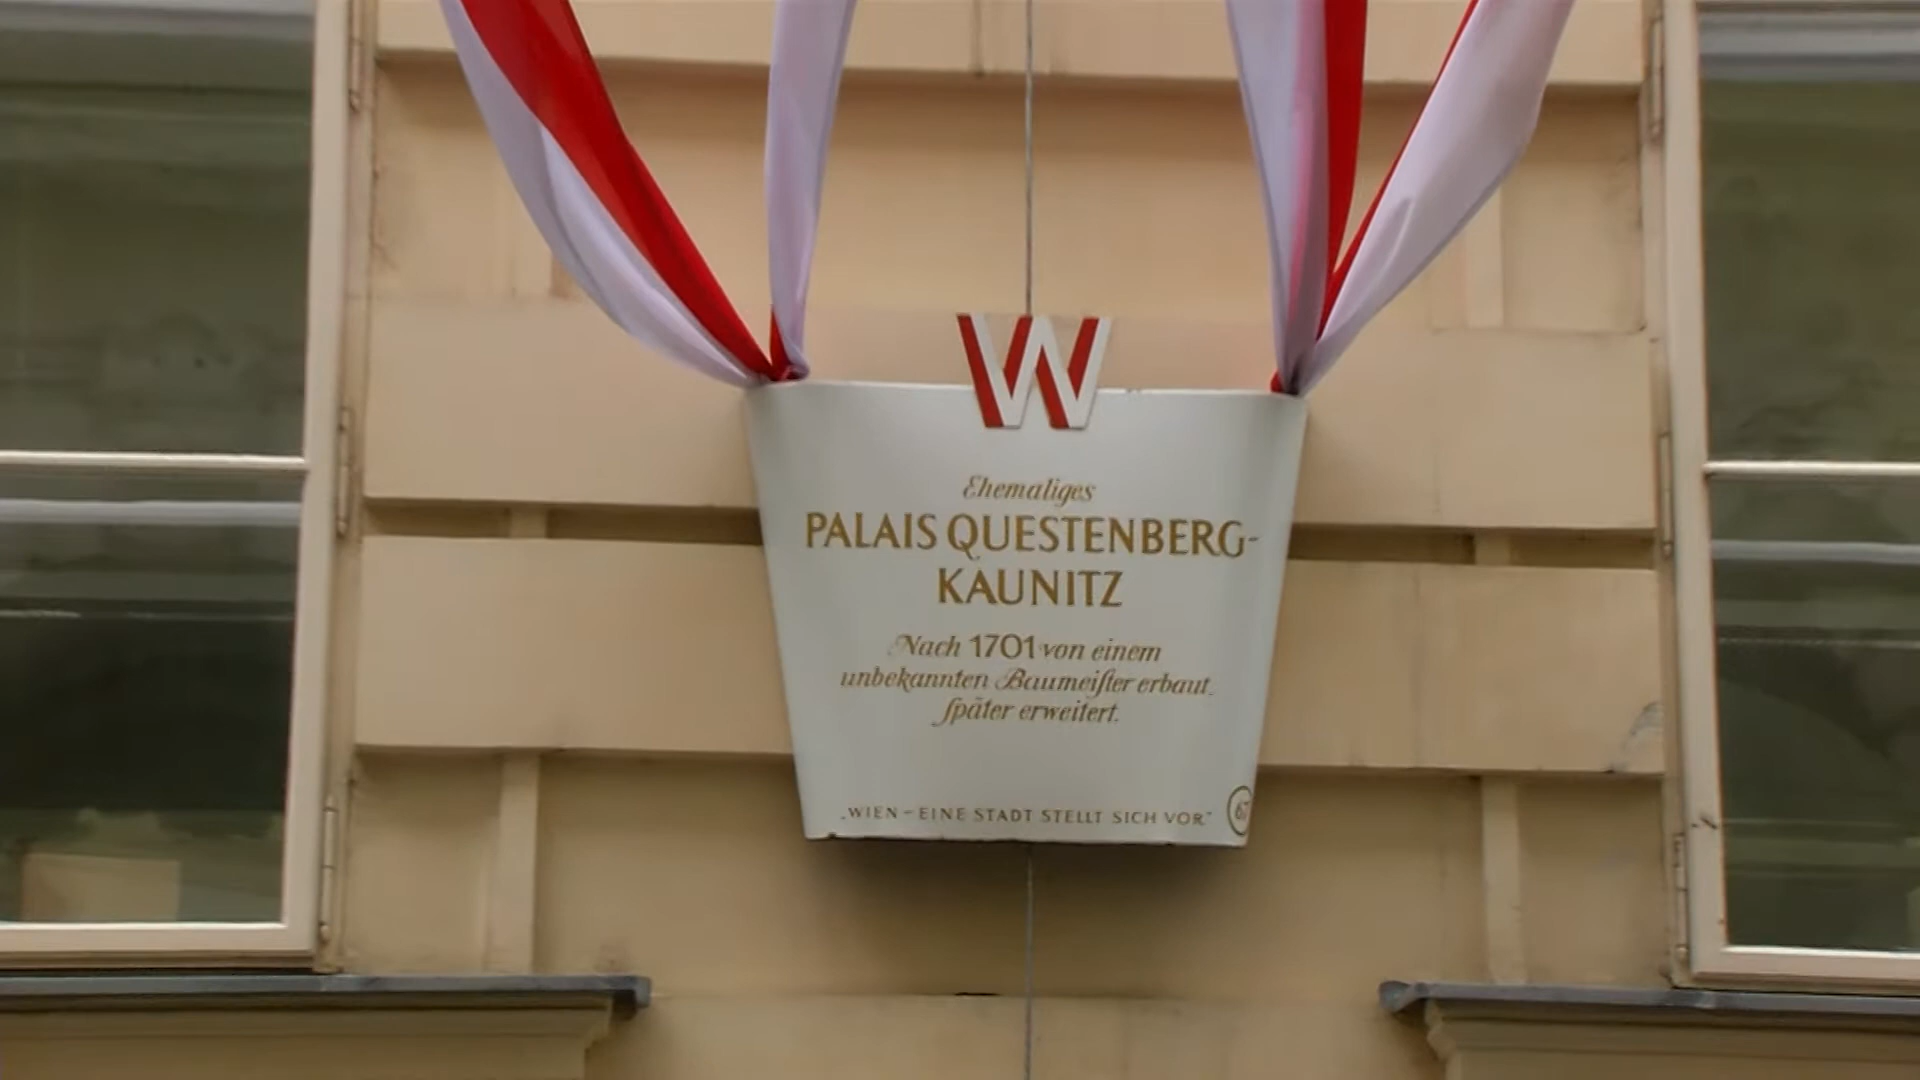 W
Ehemaliges
PALAIS QUESTENBERG-
KAUNITZ
Nach 1701 von einem
unbekannten Baumeiſter erbaut,
ſpäter erweitert.
„WIEN – EINE STADT STELLT SICH VOR"